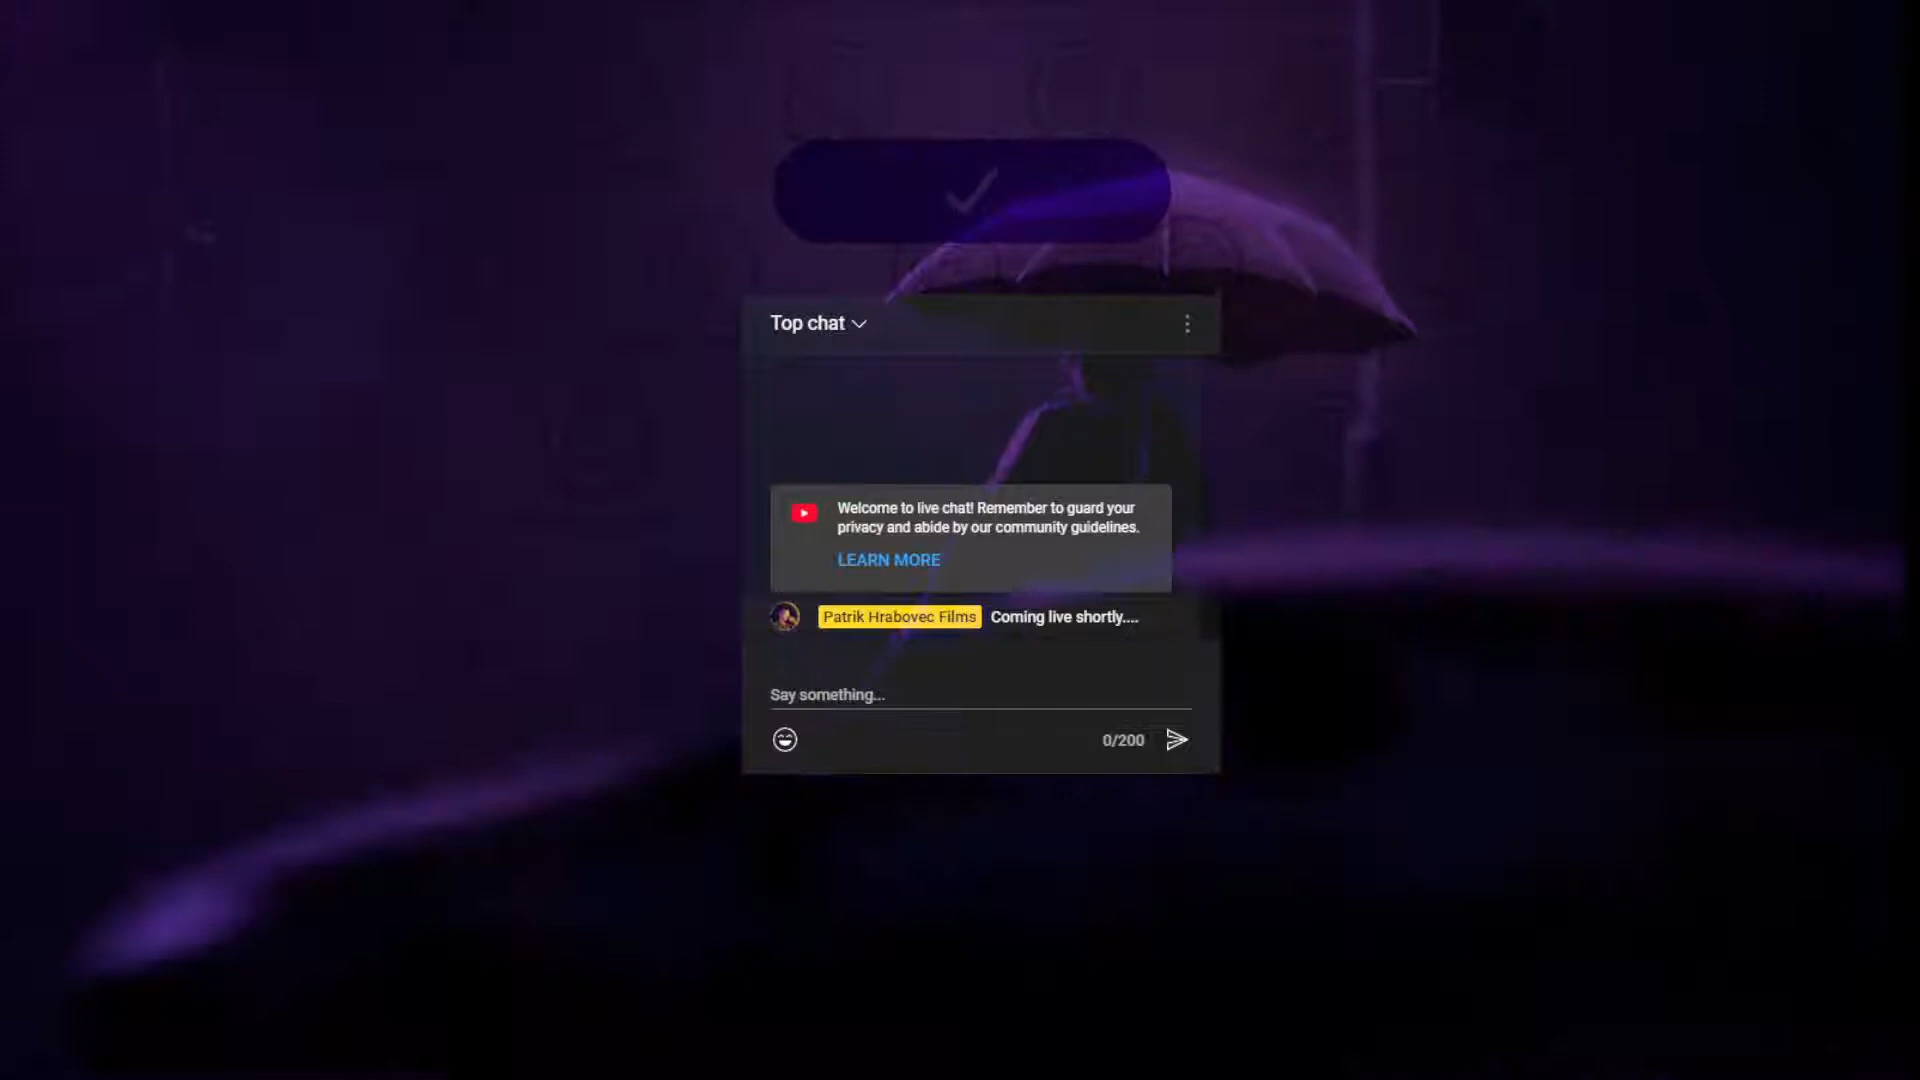 Top chat
Welcome to live chat! Remember to guard your
privacy and abide by our community guidelines.
LEARN MORE
Patrik Hrabovec Films Coming live shortly....
Say something...
0/200